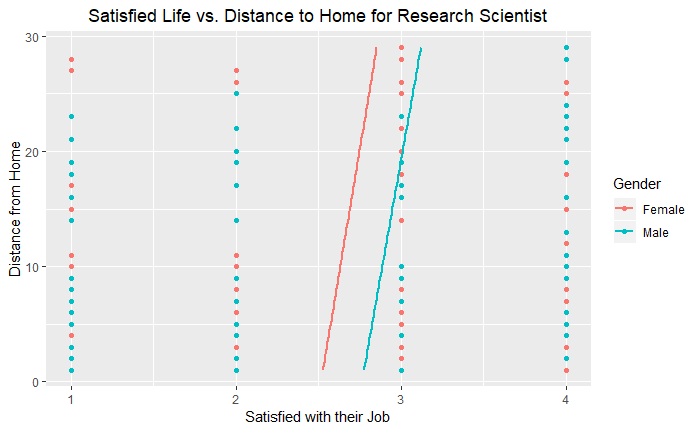 Satisfied Life vs. Distance to Home for Research Scientist
30
20
10
0
Distance from Home
1 2 3 4
Satisfied with their Job
Gender
Female
Male